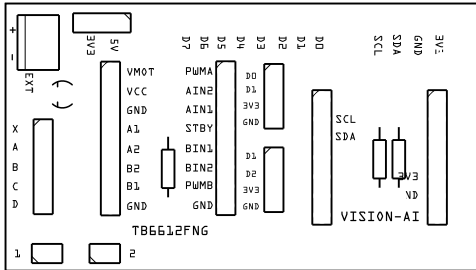 +
-
EXT
3V3
5V
D7 D6 D5 D4 D3 D2 D1 D0
SCL SDA GND 3V3
VMOT
VCC
GND
A1
A2
B2
B1
GND
PWMA
AIN2
AIN1
STBY
BIN1
BIN2
PWMB
GND
D0
D1
3V3
GND
D1
D2
3V3
GND
SCL
SDA
3V3
ND
X
A
B
C
D
TB6612FNG
VISION-AI
1
2